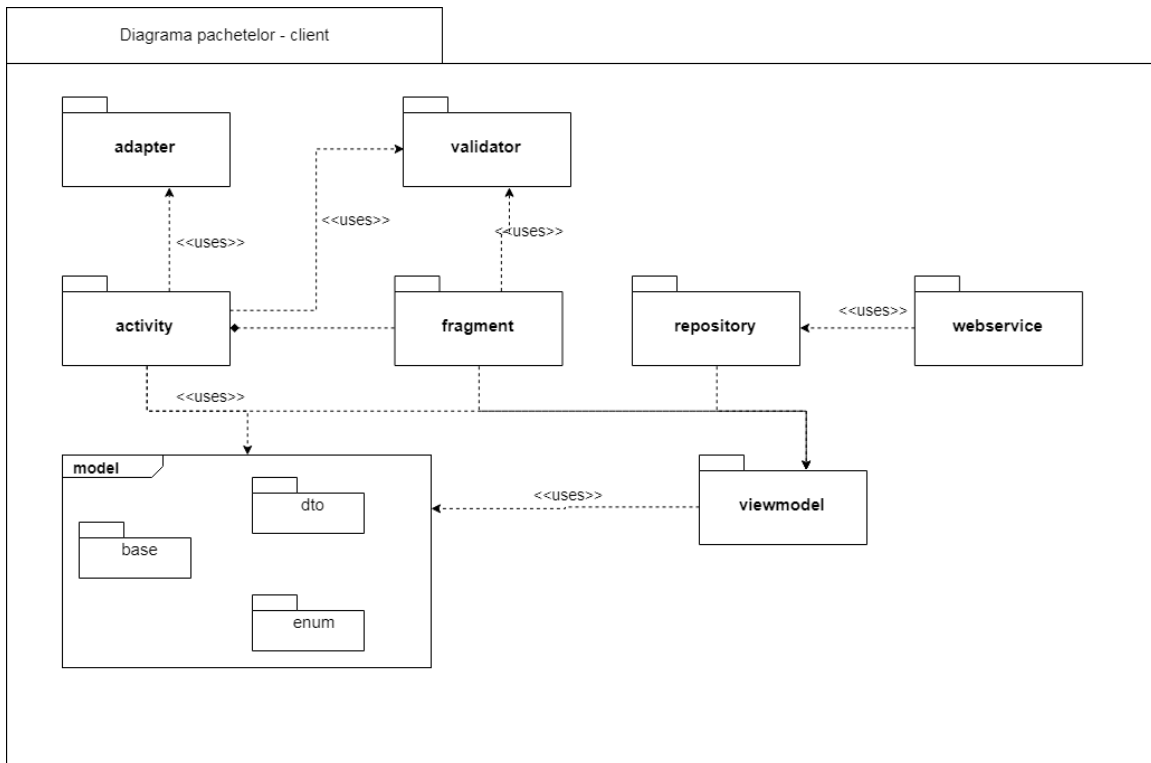 Diagrama pachetelor - client
adapter
validator
<<uses>>
<<uses>>
<<uses>>
activity
fragment
repository
<<uses>>
webservice
<<uses>>
model
dto
base
enum
<<uses>>
viewmodel